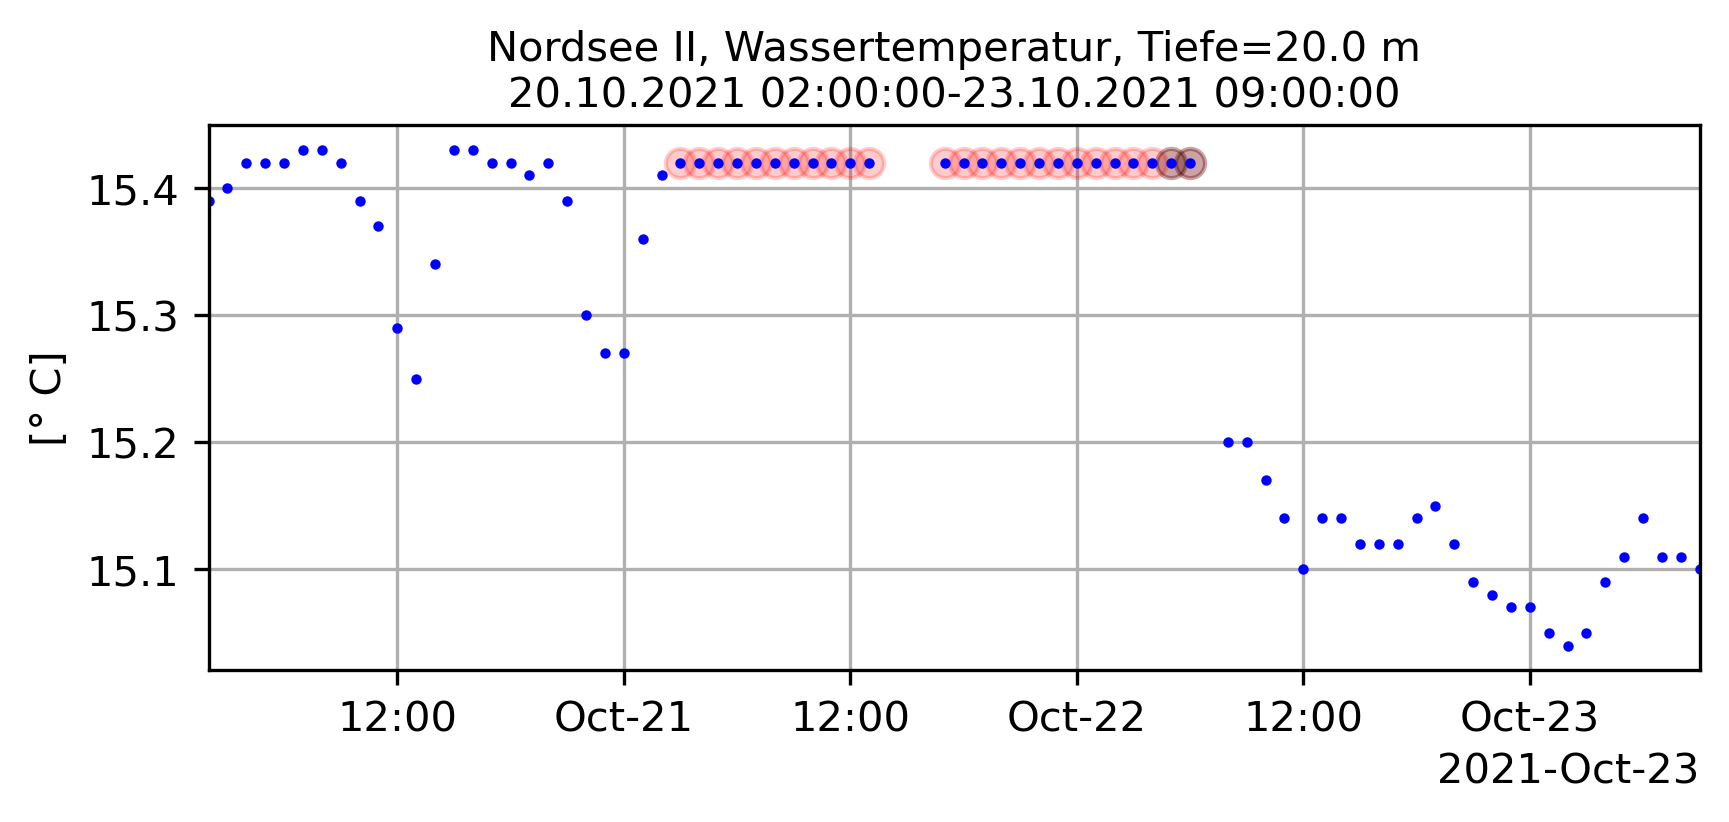 Nordsee II, Wassertemperatur, Tiefe=20.0 m
20.10.2021 02:00:00-23.10.2021 09:00:00
[° C]
15.4
15.3
15.2
15.1
12:00 Oct-21 12:00 Oct-22 12:00 Oct-23
2021-Oct-23